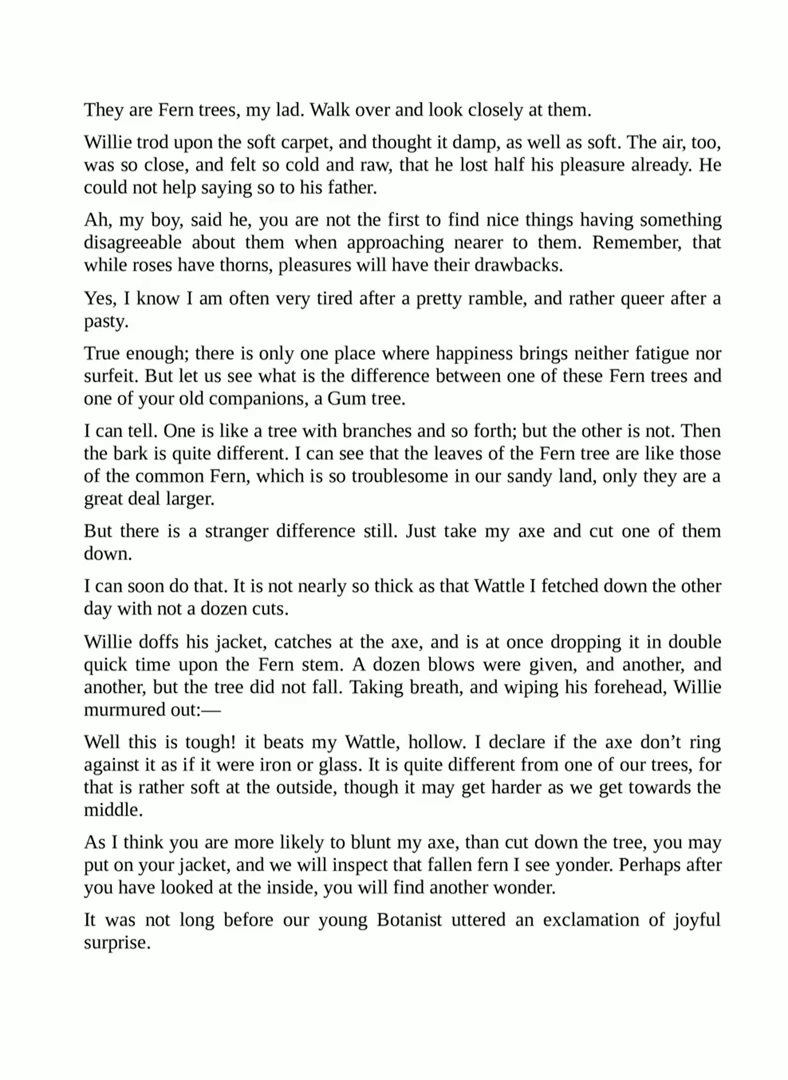 They are Fern trees, my lad. Walk over and look closely at them.
Willie trod upon the soft carpet, and thought it damp, as well as soft. The air, too,
was so close, and felt so cold and raw, that he lost half his pleasure already. He
could not help saying so to his father.
Ah, my boy, said he, you are not the first to find nice things having something
disagreeable about them when approaching nearer to them. Remember, that
while roses have thorns, pleasures will have their drawbacks.
Yes, I know I am often very tired after a pretty ramble, and rather queer after a
pasty.
True enough; there is only one place where happiness brings neither fatigue nor
surfeit. But let us see what is the difference between one of these Fern trees and
one of your old companions, a Gum tree.
I can tell. One is like a tree with branches and so forth; but the other is not. Then
the bark is quite different. I can see that the leaves of the Fern tree are like those
of the common Fern, which is so troublesome in our sandy land, only they are a
great deal larger.
But there is a stranger difference still. Just take my axe and cut one of them
down.
I can soon do that. It is not nearly so thick as that Wattle I fetched down the other
day with not a dozen cuts.
Willie doffs his jacket, catches at the axe, and is at once dropping it in double
quick time upon the Fern stem. A dozen blows were given, and another, and
another, but the tree did not fall. Taking breath, and wiping his forehead, Willie
murmured out:—
Well this is tough! it beats my Wattle, hollow. I declare if the axe don’t ring
against it as if it were iron or glass. It is quite different from one of our trees, for
that is rather soft at the outside, though it may get harder as we get towards the
middle.
As I think you are more likely to blunt my axe, than cut down the tree, you may
put on your jacket, and we will inspect that fallen fern I see yonder. Perhaps after
you have looked at the inside, you will find another wonder.
It was not long before our young Botanist uttered an exclamation of joyful
surprise.